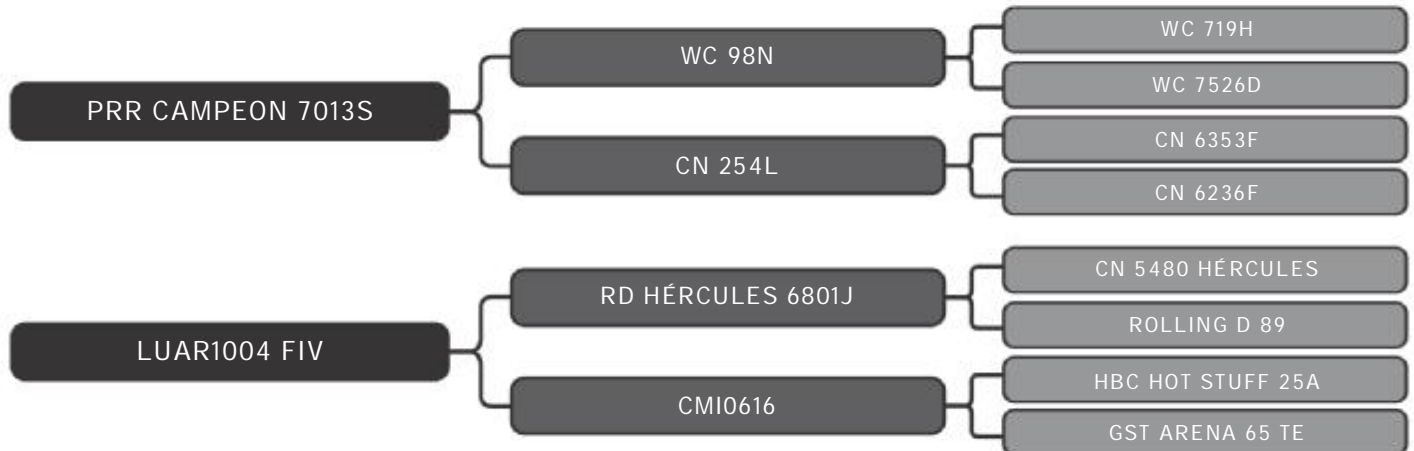 PRR CAMPEON 7013S
WC 98N
WC 719H
WC 7526D
CN 254L
CN 6353F
CN 6236F
LUAR1004 FIV
RD HÉRCULES 6801J
CN 5480 HÉRCULES
ROLLING D 89
CMI0616
HBC HOT STUFF 25A
GST ARENA 65 TE